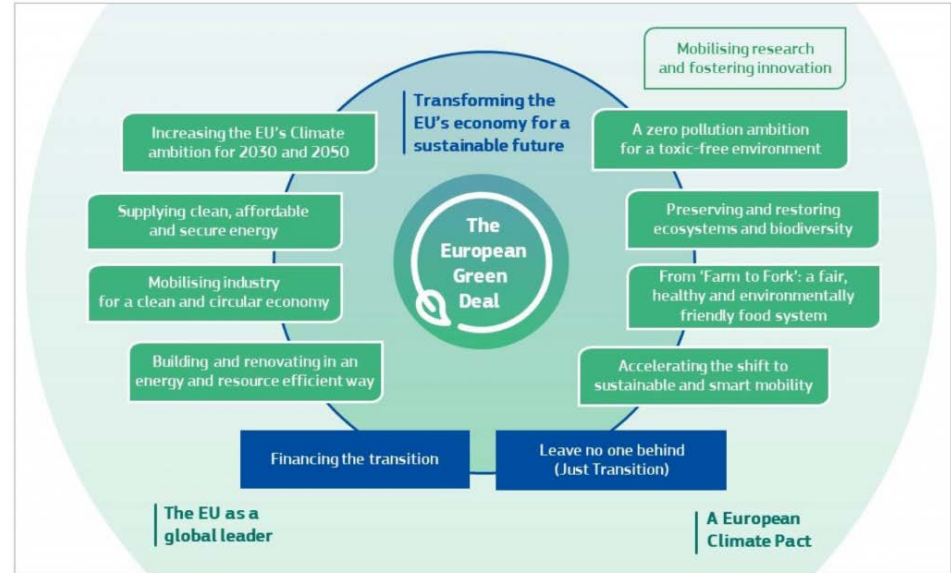 Mobilising research
and fostering innovation
Transforming the
EU's economy for a
sustainable future
Increasing the EU's Climate
ambition for 2030 and 2050
A zero pollution ambition
for a toxic-free environment
Supplying clean, affordable
and secure energy
Preserving and restoring
ecosystems and biodiversity
The
European
Green
Deal
Mobilising industry
for a clean and circular economy
From 'Farm to Fork': a fair,
healthy and environmentally
friendly food system
Building and renovating in an
energy and resource efficient way
Accelerating the shift to
sustainable and smart mobility
Financing the transition
Leave no one behind
(Just Transition)
The EU as a
global leader
A European
Climate Pact